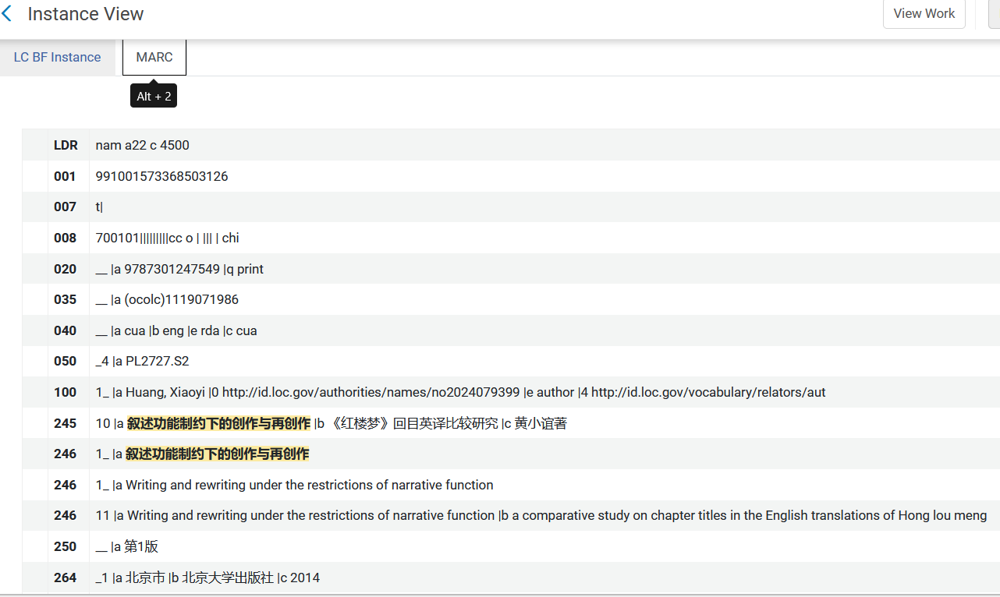 Instance View
View Work
LC BF Instance
MARC
Alt + 2
LDR nam a22 c 4500
001 991001573368503126
007 t|
008 700101|||||||||cc o | ||| | chi
020 __ |a 9787301247549 |q print
035 __ |a (ocolc)1119071986
040 __ |a cua |b eng |e rda |c cua
050 _4 |a PL2727.S2
100 1_ |a Huang, Xiaoyi |0 http://id.loc.gov/authorities/names/no2024079399 |e author |4 http://id.loc.gov/vocabulary/relators/aut
245 10 |a 叙述功能制约下的创作与再创作 |b 《红楼梦》回目英译比较研究 |c 黄小谊著
246 1_ |a 叙述功能制约下的创作与再创作
246 1_ |a Writing and rewriting under the restrictions of narrative function
246 11 |a Writing and rewriting under the restrictions of narrative function |b a comparative study on chapter titles in the English translations of Hong lou meng
250 __ |a 第1版
264 _1 |a 北京市 |b 北京大学出版社 |c 2014